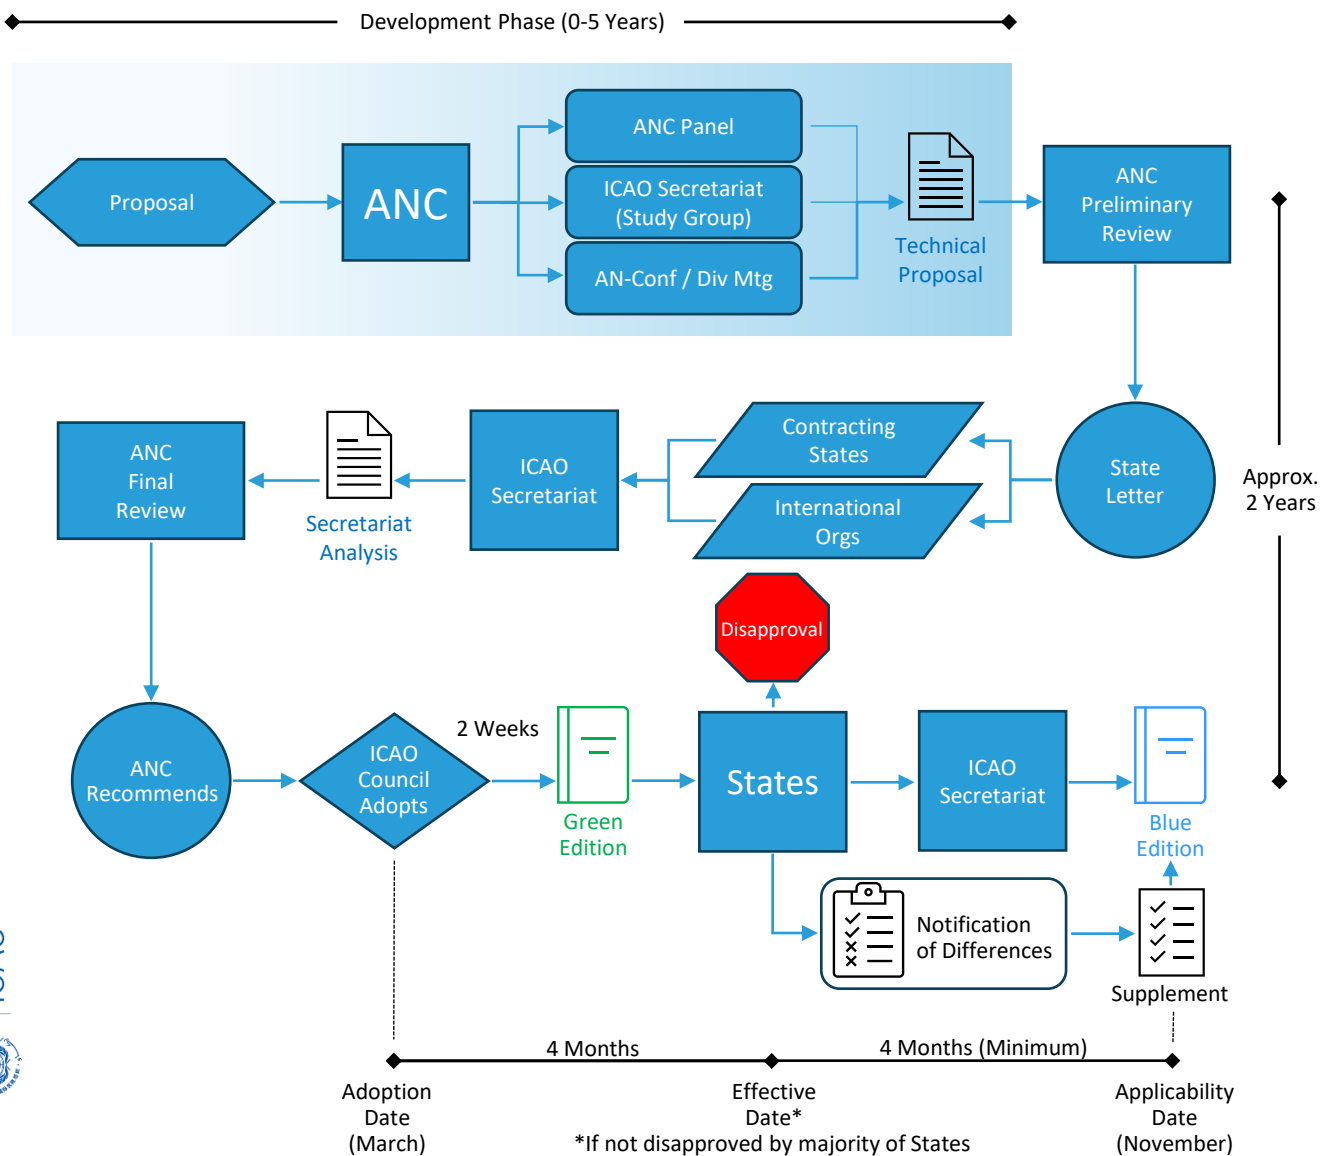 Development Phase (0-5 Years)
Proposal
ANC
ANC Panel
ICAO Secretariat
(Study Group)
AN-Conf / Div Mtg
Technical
Proposal
ANC
Preliminary
Review
Approx.
2 Years
State
Letter
Contracting
States
International
Orgs
ICAO
Secretariat
Secretariat
Analysis
ANC
Final
Review
ANC
Recommends
ICAO
Council
Adopts
2 Weeks
Green
Edition
Disapproval
States
ICAO
Secretariat
Blue
Edition
Notification
of Differences
Supplement
4 Months
4 Months (Minimum)
Adoption
Date
(March)
Effective
Date*
*If not disapproved by majority of States
Applicability
Date
(November)